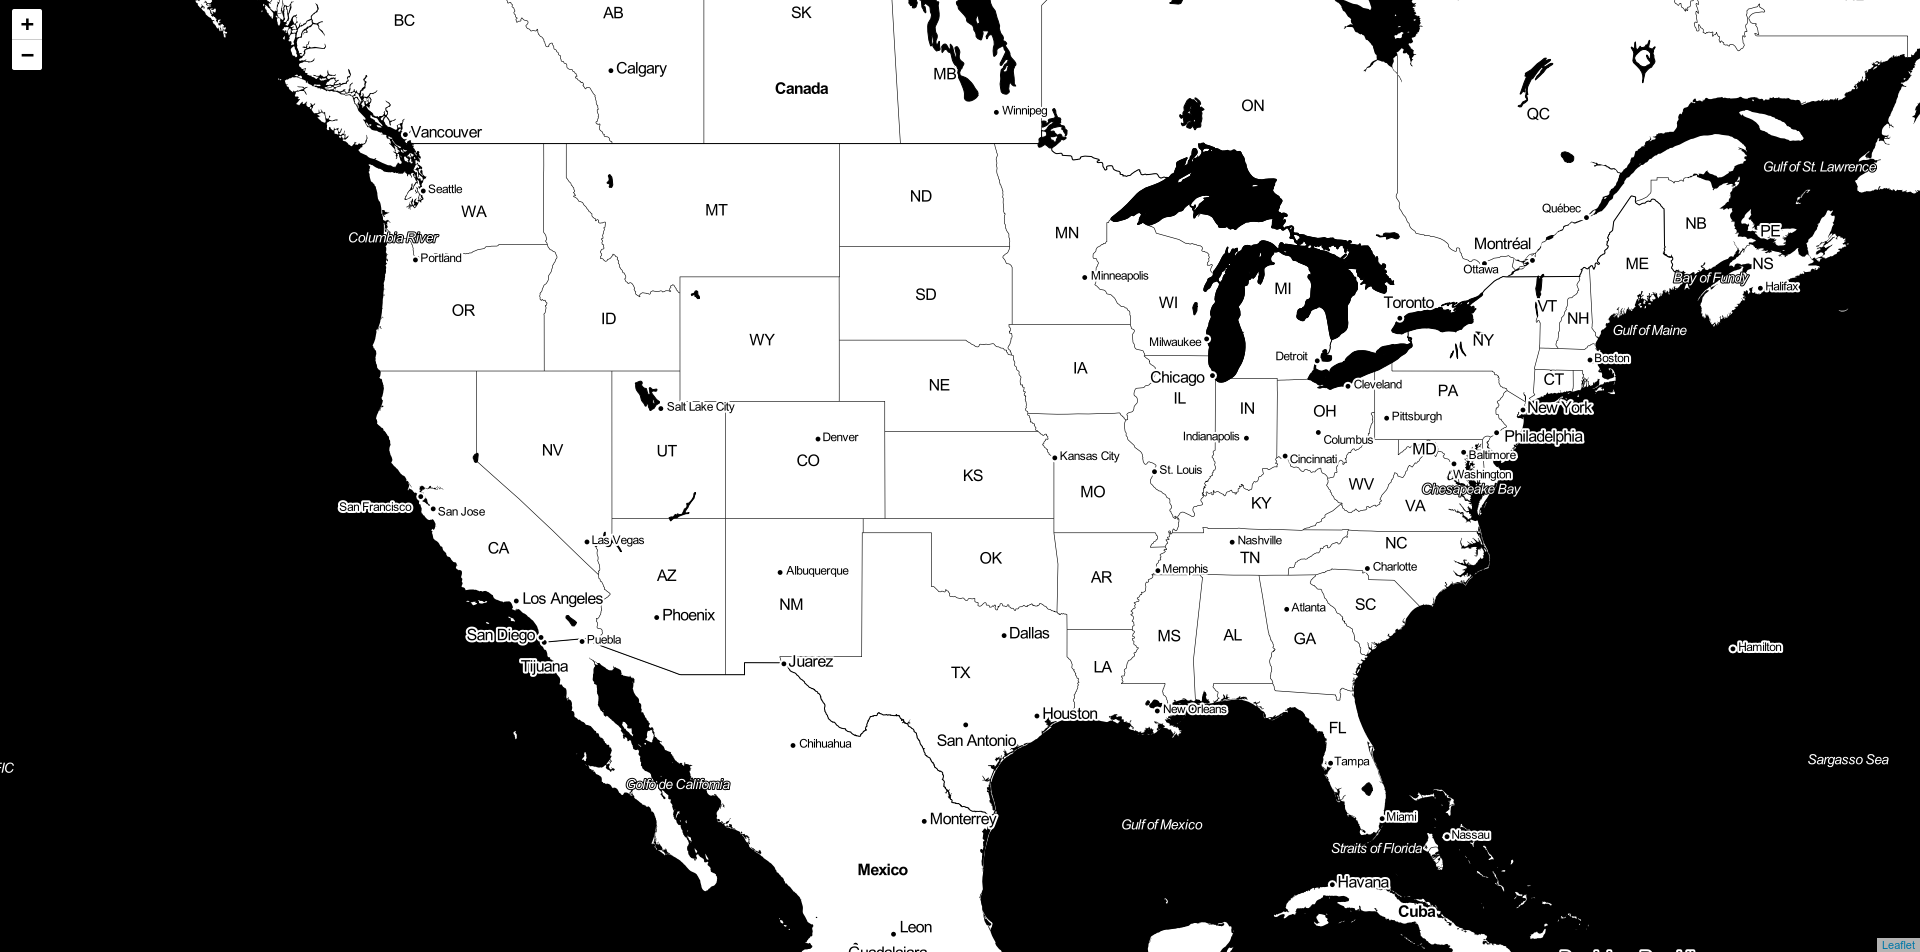 +
−
BC
AB
SK
Calgary
Canada
MB
Winnipeg
ON
QC
Vancouver
Gulf of St. Lawrence
Seattle
WA
MT
ND
MN
Québec
NB
PE
Columbia River
Portland
Montréal
Ottawa
ME
NS
Bay of Fundy
Halifax
Minneapolis
SD
WI
MI
Toronto
VT
NH
Gulf of Maine
OR
ID
WY
Milwaukee
Detroit
NY
Boston
IA
Chicago
CT
NE
Cleveland
PA
IL
IN
OH
Pittsburgh
New York
Salt Lake City
Denver
Indianapolis
Columbus
Philadelphia
NV
UT
CO
Kansas City
Cincinnati
MD
Baltimore
KS
St. Louis
Washington
WV
Chesapeake Bay
MO
KY
VA
San Francisco
San Jose
CA
Las Vegas
OK
Nashville
TN
NC
AZ
Albuquerque
AR
Memphis
Charlotte
Los Angeles
NM
Phoenix
Atlanta
SC
San Diego
Puebla
Dallas
MS
AL
GA
Hamilton
Tijuana
Juarez
TX
LA
Houston
New Orleans
San Antonio
FL
Chihuahua
Tampa
Sargasso Sea
IC
Golfo de California
Monterrey
Gulf of Mexico
Miami
Nassau
Straits of Florida
Mexico
Havana
Cuba
Leon
Guadalajara
Leaflet